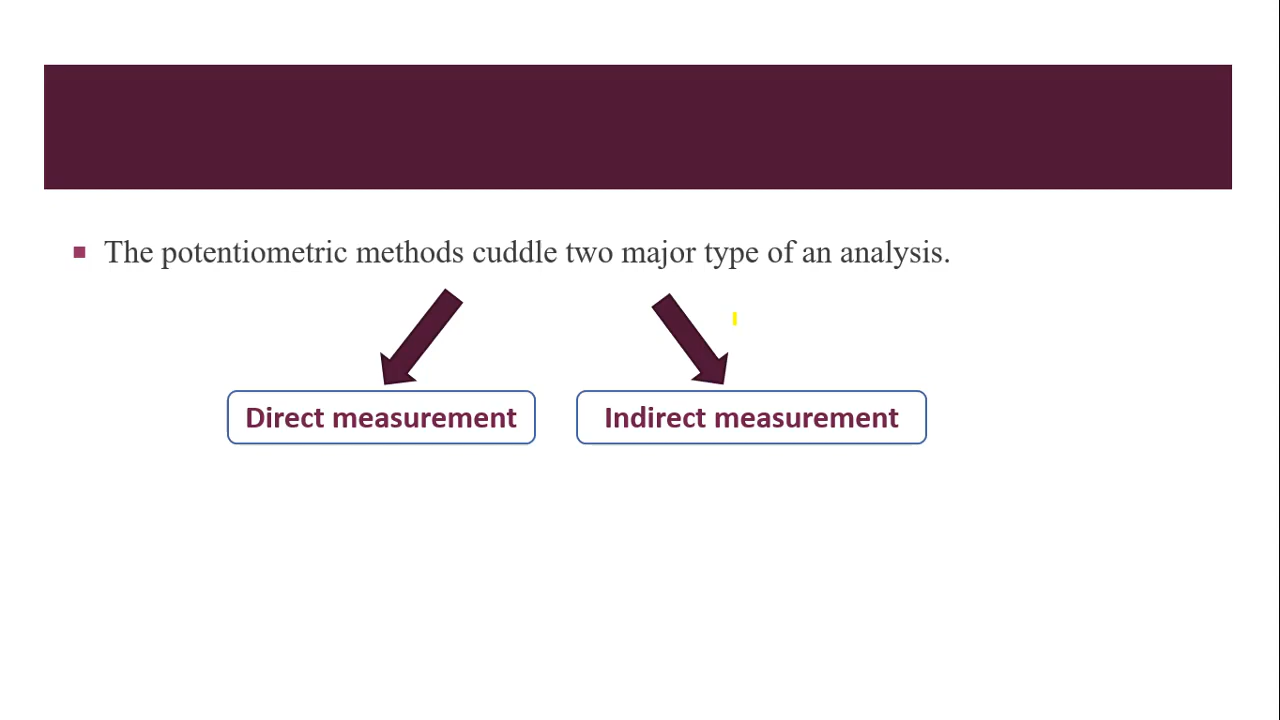 The potentiometric methods cuddle two major type of an analysis.
Direct measurement
Indirect measurement